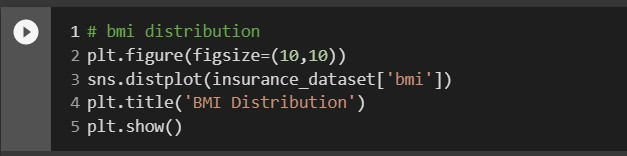 1 # bmi distribution
2 plt.figure(figsize=(10,10))
3 sns.distplot(insurance_dataset['bmi'])
4 plt.title('BMI Distribution')
5 plt.show()